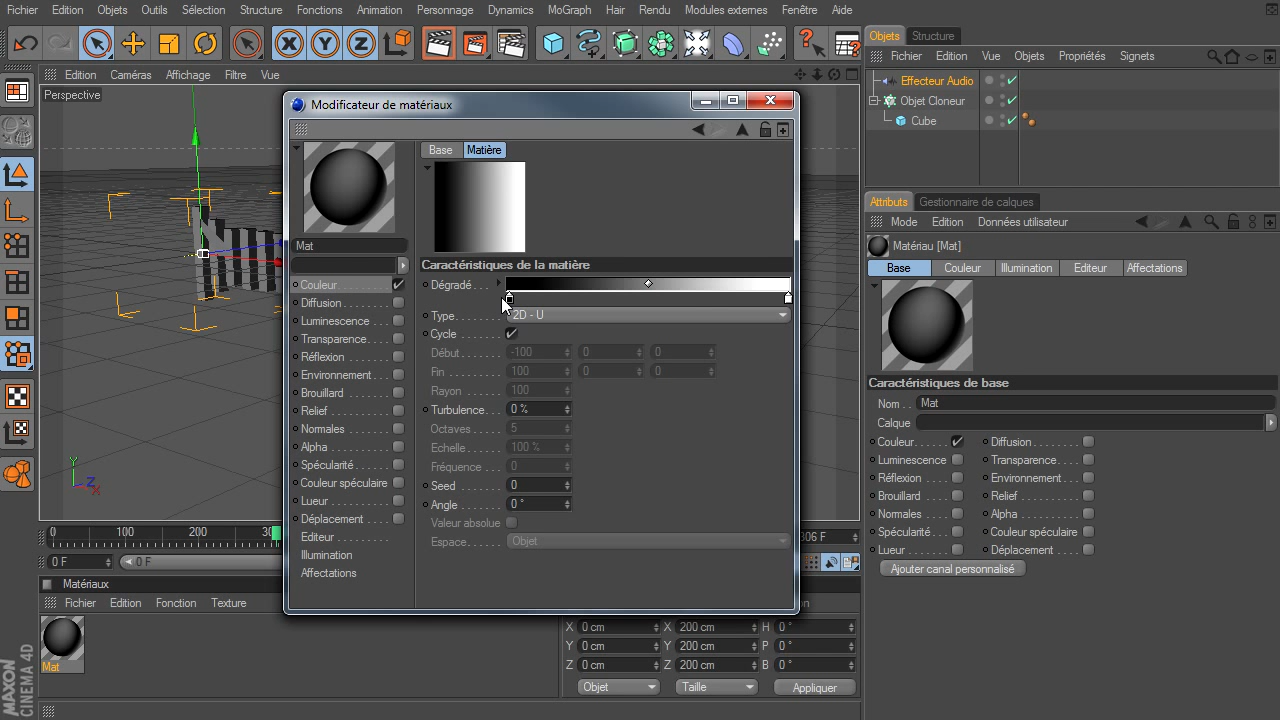 Fichier Edition Objets Outils Sélection Structure Fonctions Animation Personnage Dynamics MoGraph Hair Rendu Modules externes Fenêtre Aide
X Y Z
Objets Structure
Fichier Edition Vue Objets Propriétés Signets
Effecteur Audio
Objet Cloneur
Cube
Edition Caméras Affichage Filtre Vue
Perspective
Modificateur de matériaux
Base Matière
Mat
Caractéristiques de la matière
Couleur
Diffusion
Luminescence
Transparence
Réflexion
Environnement
Brouillard
Relief
Normales
Alpha
Spécularité
Couleur spéculaire
Lueur
Déplacement
Editeur
Illumination
Affectations
Dégradé
Type 2D - U
Cycle
Début -100 0 0
Fin 100 0 0
Rayon 100
Turbulence 0 %
Octaves 5
Echelle 100 %
Fréquence 0
Seed 0
Angle 0 °
Valeur absolue
Espace Objet
Attributs Gestionnaire de calques
Mode Edition Données utilisateur
Matériau [Mat]
Base Couleur Illumination Editeur Affectations
Caractéristiques de base
Nom Mat
Calque
Couleur Diffusion
Luminescence Transparence
Réflexion Environnement
Brouillard Relief
Normales Alpha
Spécularité Couleur spéculaire
Lueur Déplacement
Ajouter canal personnalisé
Y Z X
0 100 200
306 F
0 F 0 F
Matériaux
Fichier Edition Fonction Texture
Mat
X 0 cm X 200 cm H 0 °
Y 0 cm Y 200 cm P 0 °
Z 0 cm Z 200 cm B 0 °
Objet Taille Appliquer
MAXON
CINEMA 4D